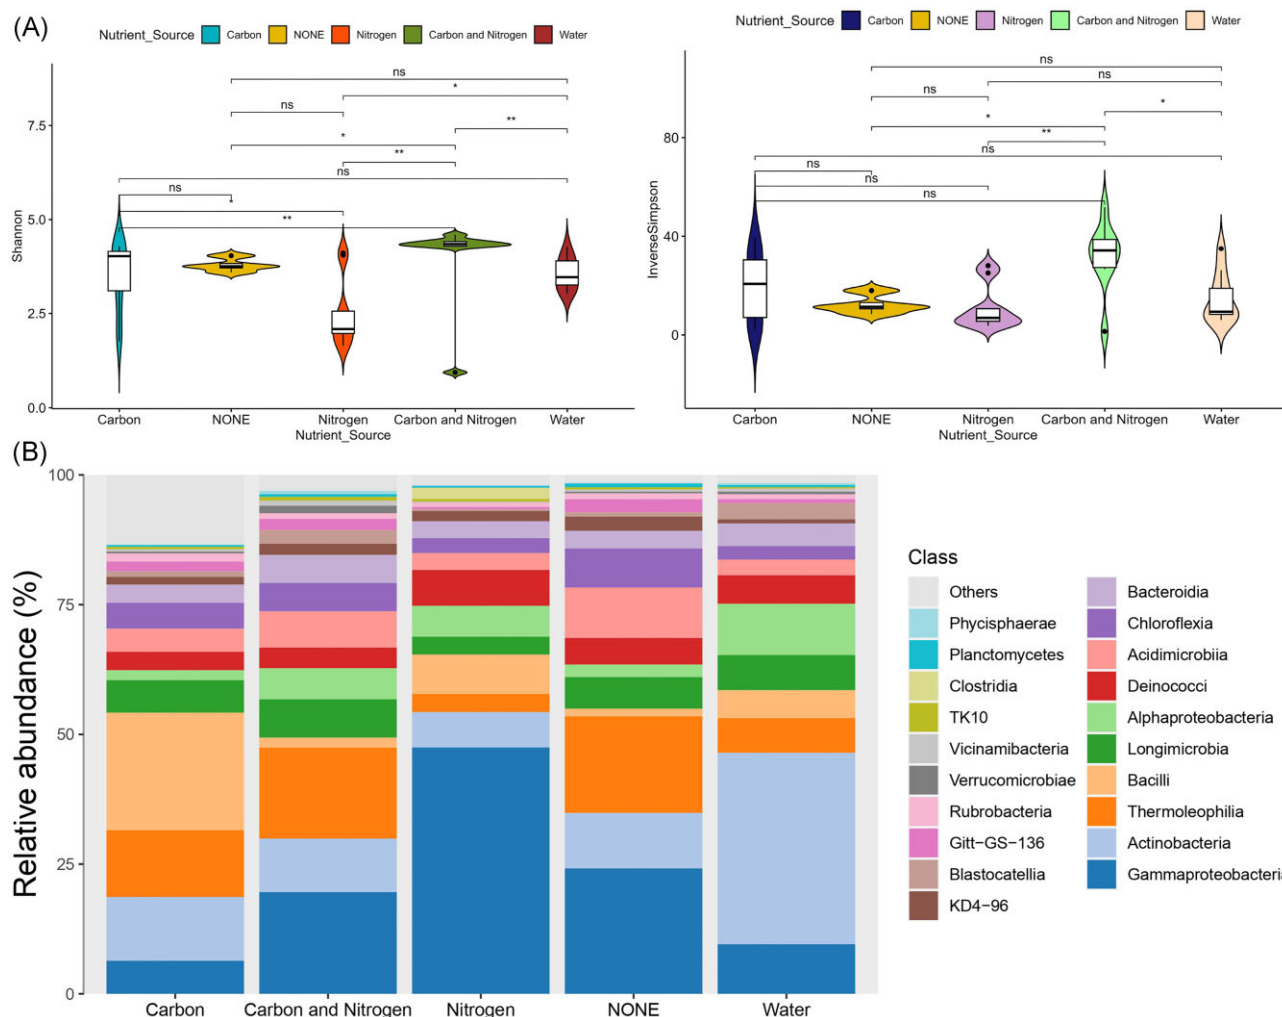 (A)
Nutrient_Source Carbon NONE Nitrogen Carbon and Nitrogen Water
ns
*
ns
**
*
**
ns
ns
*
**
7.5
5.0
2.5
0.0
Shannon
Carbon NONE Nitrogen Carbon and Nitrogen Water
Nutrient_Source
Nutrient_Source Carbon NONE Nitrogen Carbon and Nitrogen Water
ns
ns
ns
*
*
**
ns
ns
ns
ns
80
40
0
InverseSimpson
Carbon NONE Nitrogen Carbon and Nitrogen Water
Nutrient_Source
(B)
100
75
50
25
0
Relative abundance (%)
Carbon Carbon and Nitrogen Nitrogen NONE Water
Class
Others
Phycisphaerae
Planctomycetes
Clostridia
TK10
Vicinamibacteria
Verrucomicrobiae
Rubrobacteria
Gitt-GS-136
Blastocatellia
KD4-96
Bacteroidia
Chloroflexia
Acidimicrobiia
Deinococci
Alphaproteobacteria
Longimicrobia
Bacilli
Thermoleophilia
Actinobacteria
Gammaproteobacteria